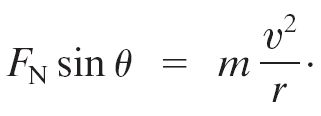 F_N sin θ = m v²/r ·